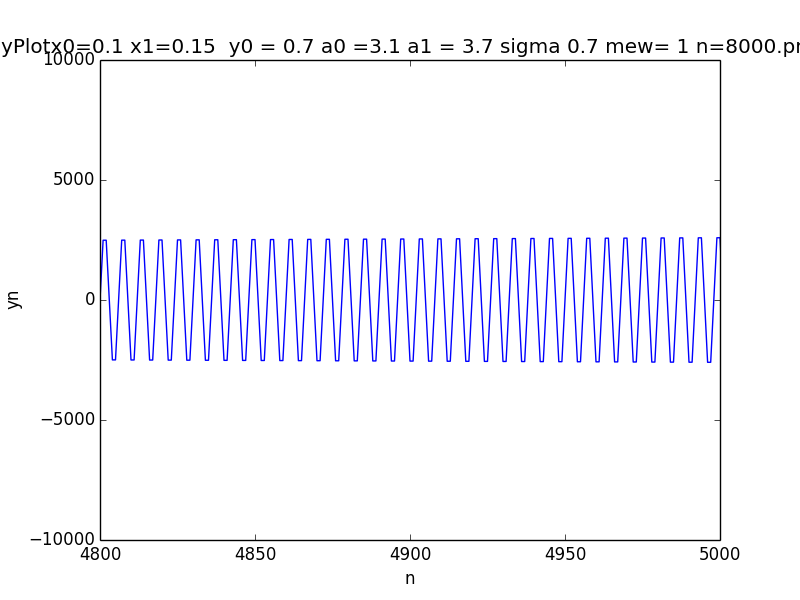 yPlotx0=0.1 x1=0.15  y0 = 0.7 a0 =3.1 a1 = 3.7 sigma 0.7 mew= 1 n=8000.pn
10000
5000
0
−5000
−10000
yn
4800 4850 4900 4950 5000
n